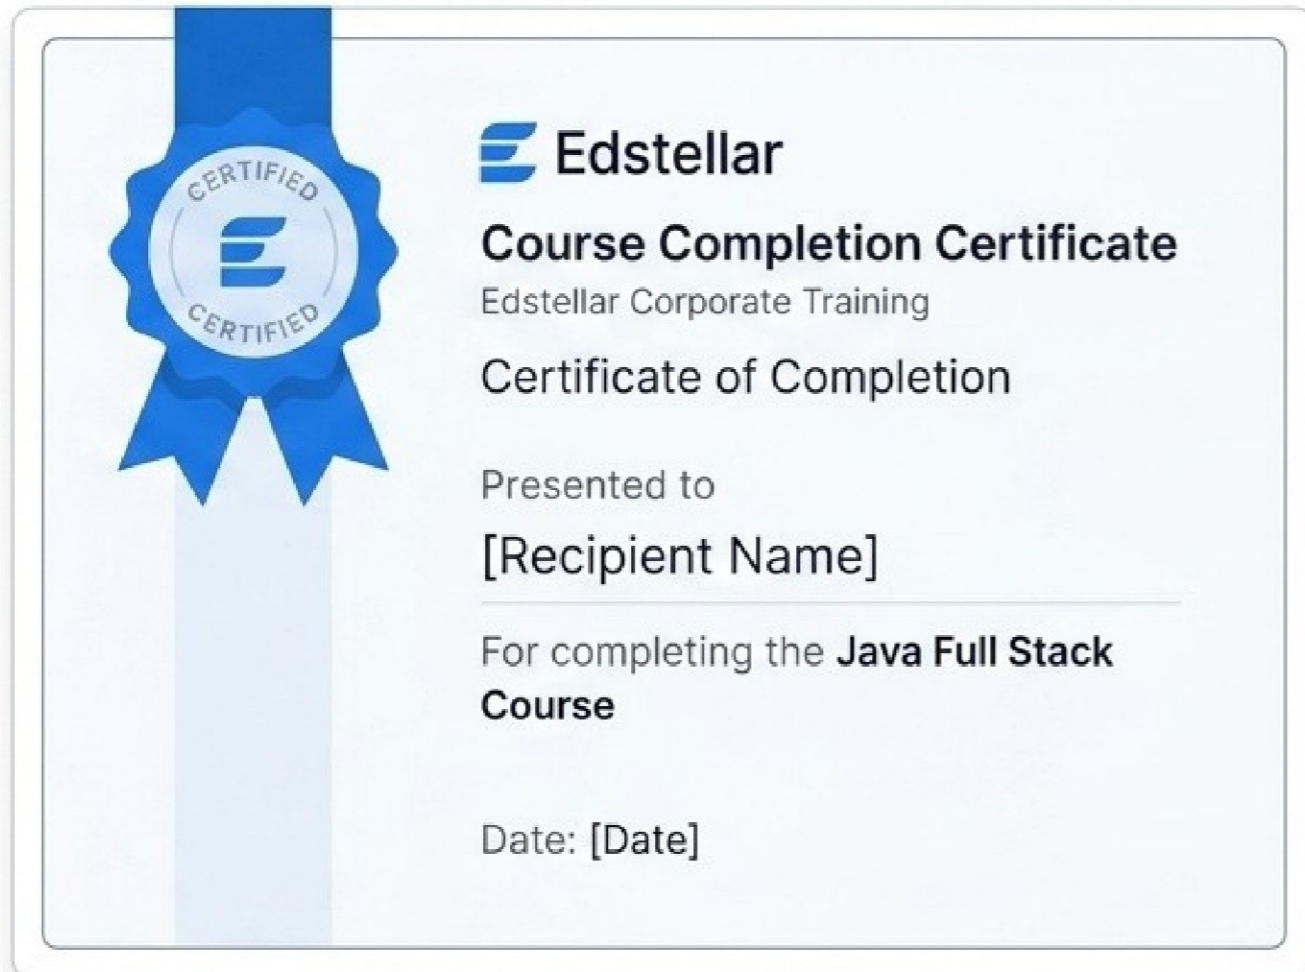 CERTIFIED
CERTIFIED
Edstellar
Course Completion Certificate
Edstellar Corporate Training
Certificate of Completion
Presented to
[Recipient Name]
For completing the Java Full Stack
Course
Date: [Date]